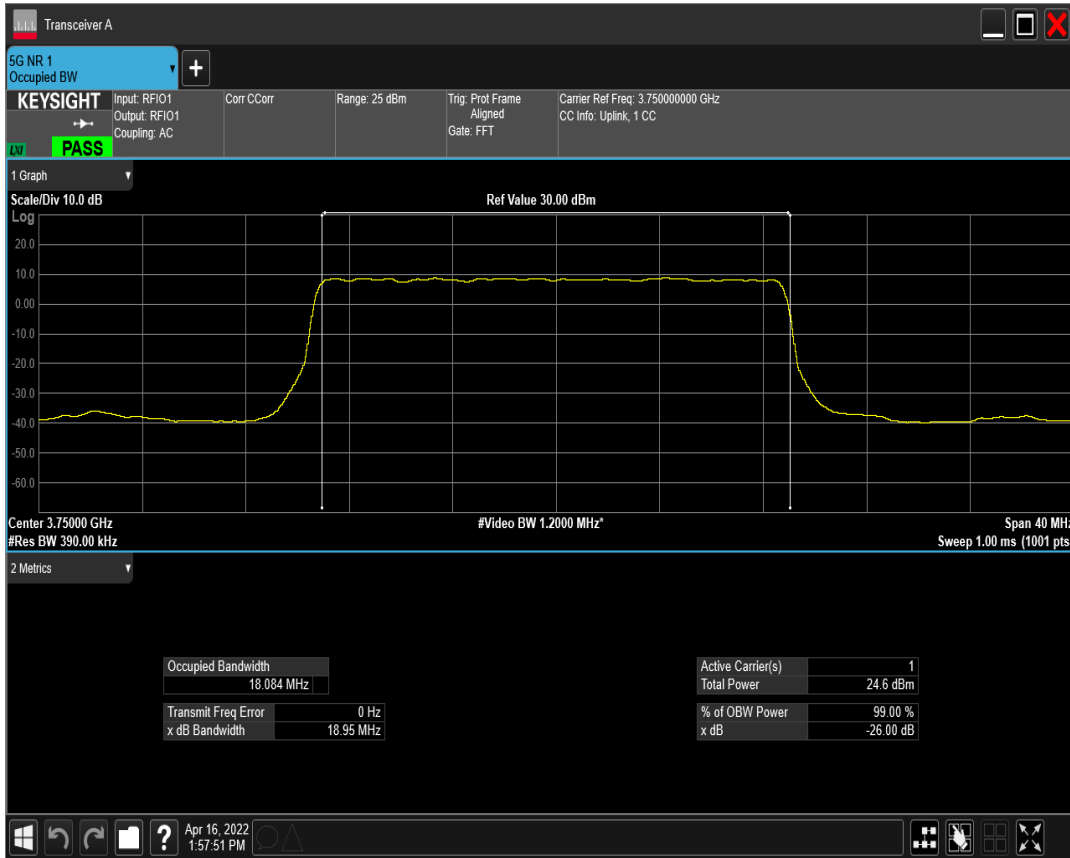 Transceiver A
5G NR 1
Occupied BW
+
KEYSIGHT
LXI
PASS
Input: RFIO1
Output: RFIO1
Coupling: AC
Corr CCorr
Range: 25 dBm
Trig: Prot Frame
Aligned
Gate: FFT
Carrier Ref Freq: 3.750000000 GHz
CC Info: Uplink, 1 CC
1 Graph
Scale/Div 10.0 dB
Ref Value 30.00 dBm
Log
20.0
10.0
0.00
-10.0
-20.0
-30.0
-40.0
-50.0
-60.0
Center 3.75000 GHz
#Video BW 1.2000 MHz*
Span 40 MHz
#Res BW 390.00 kHz
Sweep 1.00 ms (1001 pts
2 Metrics
Occupied Bandwidth
18.084 MHz
Transmit Freq Error 0 Hz
x dB Bandwidth 18.95 MHz
Active Carrier(s) 1
Total Power 24.6 dBm
% of OBW Power 99.00 %
x dB -26.00 dB
?
Apr 16, 2022
1:57:51 PM